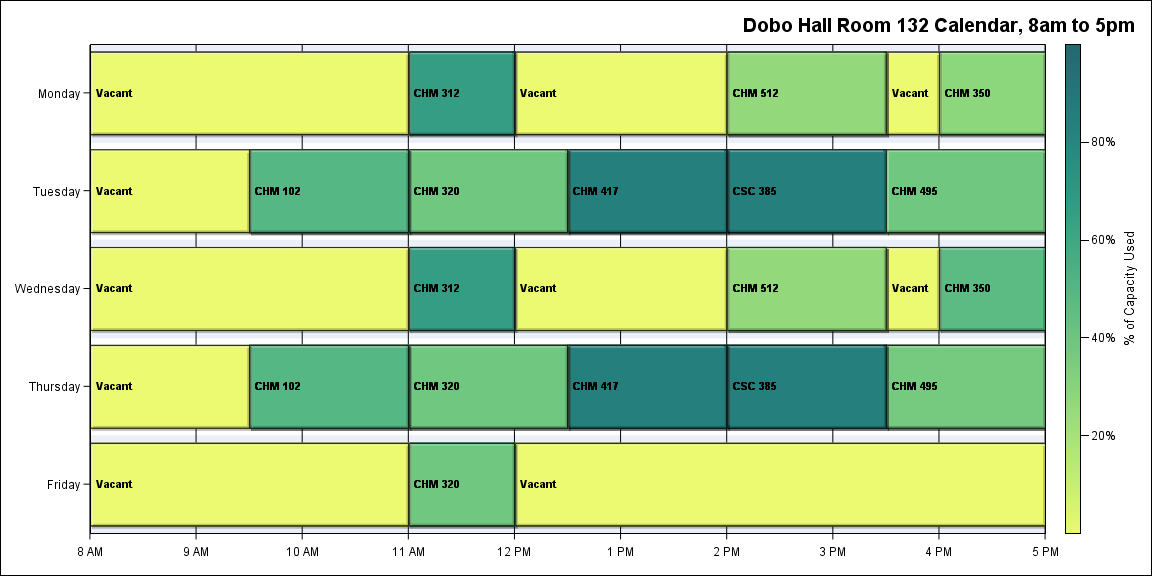 Dobo Hall Room 132 Calendar, 8am to 5pm
Monday
Vacant
CHM 312
Vacant
CHM 512
Vacant
CHM 350
Tuesday
Vacant
CHM 102
CHM 320
CHM 417
CSC 385
CHM 495
Wednesday
Vacant
CHM 312
Vacant
CHM 512
Vacant
CHM 350
Thursday
Vacant
CHM 102
CHM 320
CHM 417
CSC 385
CHM 495
Friday
Vacant
CHM 320
Vacant
8 AM
9 AM
10 AM
11 AM
12 PM
1 PM
2 PM
3 PM
4 PM
5 PM
80%
60%
40%
20%
% of Capacity Used